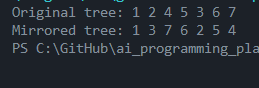 Original tree: 1 2 4 5 3 6 7
Mirrored tree: 1 3 7 6 2 5 4
PS C:\GitHub\ai_programming_pla